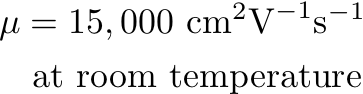 μ = 15,000 cm²V⁻¹s⁻¹
at room temperature